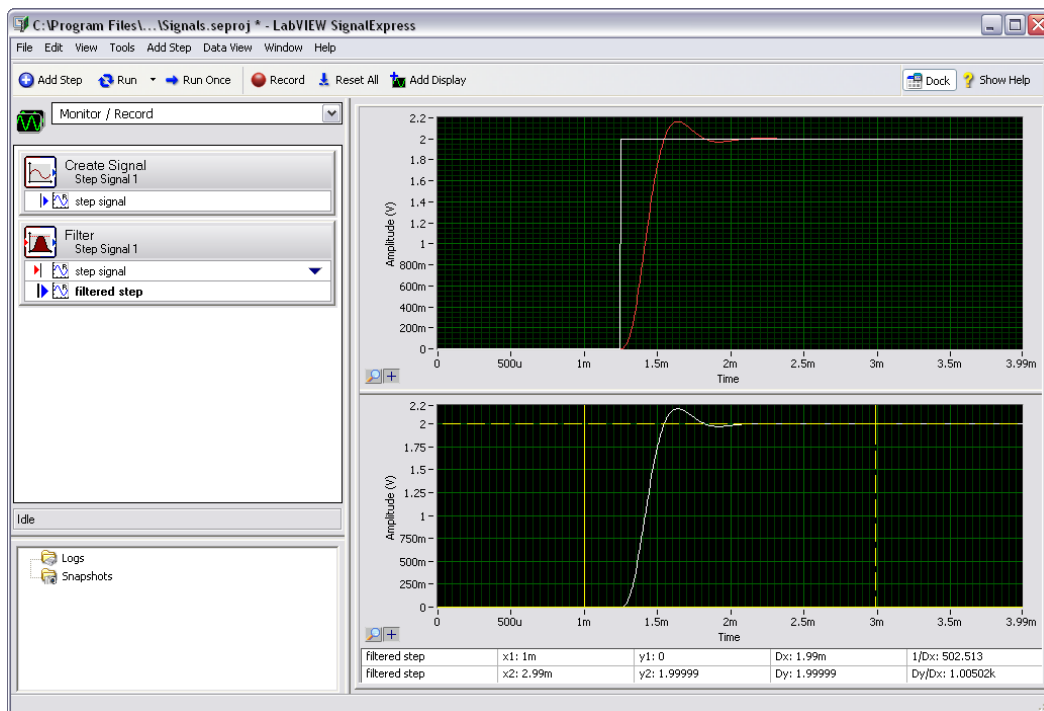 C:\Program Files\...\Signals.seproj * - LabVIEW SignalExpress
File Edit View Tools Add Step Data View Window Help
Add Step Run Run Once Record Reset All Add Display Dock Show Help
Monitor / Record
Create Signal
Step Signal 1
step signal
Filter
Step Signal 1
step signal
filtered step
Idle
Logs
Snapshots
Amplitude (V)
2.2
2
1.8
1.6
1.4
1.2
1
800m
600m
400m
200m
0
0 500u 1m 1.5m 2m 2.5m 3m 3.5m 3.99m
Time
Amplitude (V)
2.2
2
1.75
1.5
1.25
1
750m
500m
250m
0
0 500u 1m 1.5m 2m 2.5m 3m 3.5m 3.99m
Time
filtered step x1: 1m y1: 0 Dx: 1.99m 1/Dx: 502.513
filtered step x2: 2.99m y2: 1.99999 Dy: 1.99999 Dy/Dx: 1.00502k